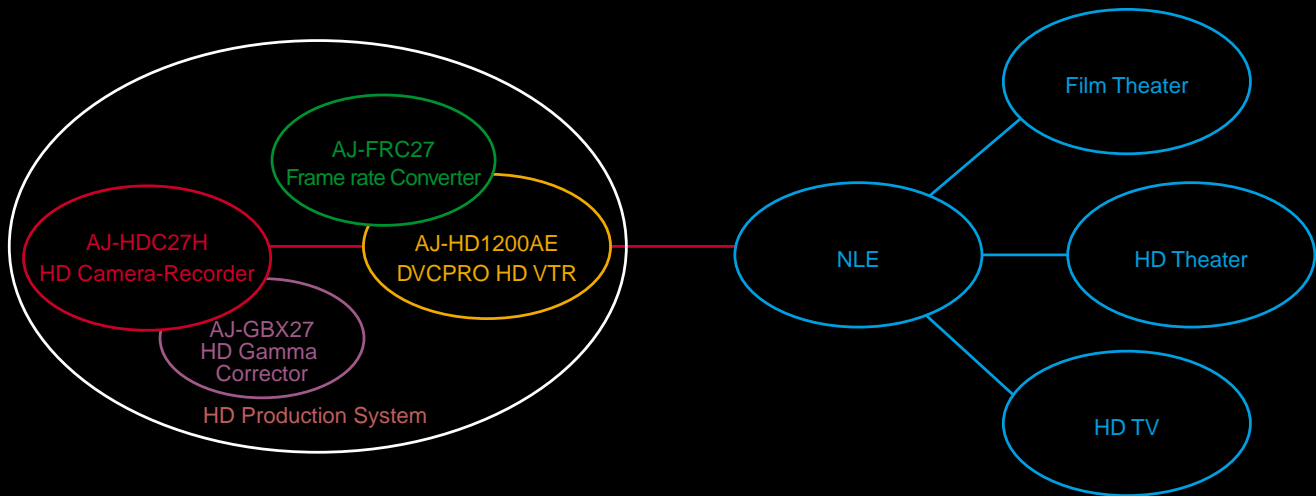 Film Theater
AJ-FRC27
Frame rate Converter
AJ-HDC27H
HD Camera-Recorder
AJ-HD1200AE
DVCPRO HD VTR
NLE
HD Theater
AJ-GBX27
HD Gamma
Corrector
HD Production System
HD TV